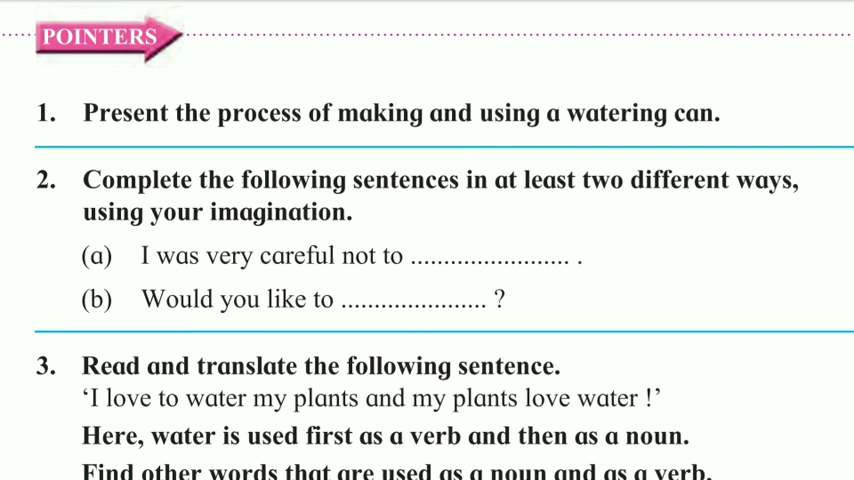 POINTERS
1. Present the process of making and using a watering can.
2. Complete the following sentences in at least two different ways,
using your imagination.
(a) I was very careful not to ........................ .
(b) Would you like to ...................... ?
3. Read and translate the following sentence.
‘I love to water my plants and my plants love water !’
Here, water is used first as a verb and then as a noun.
Find other words that are used as a noun and as a verb.